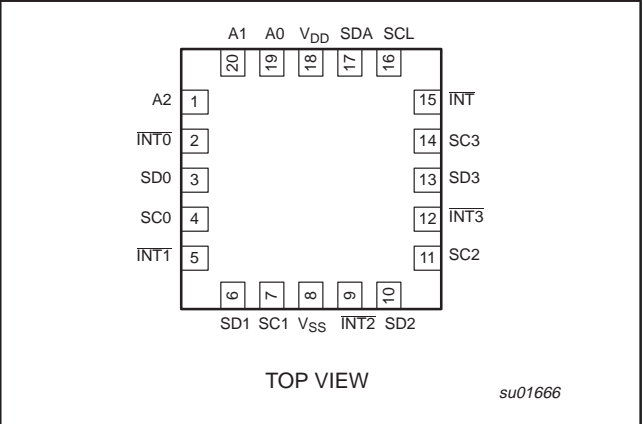 A1 A0 VDD SDA SCL
20 19 18 17 16
A2 1 15 INT
INT0 2 14 SC3
SD0 3 13 SD3
SC0 4 12 INT3
INT1 5 11 SC2
6 7 8 9 10
SD1 SC1 VSS INT2 SD2
TOP VIEW
su01666